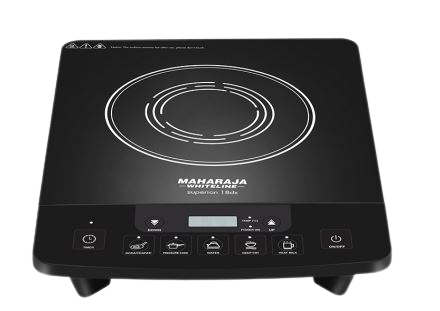 MAHARAJA
WHITELINE
superion 18dx
TEMP (°C)
POWER (W)
DOWN
UP
TIMER
ON/OFF
PRESSURE COOK
WATER
DEEP FRY
HEAT MILK